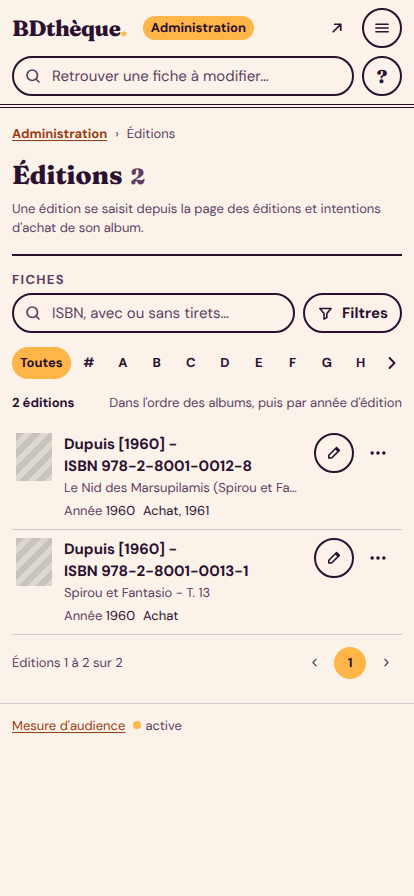 BDthèque.
Administration
Retrouver une fiche à modifier…
?
Administration › Éditions
Éditions 2
Une édition se saisit depuis la page des éditions et intentions
d'achat de son album.
FICHES
ISBN, avec ou sans tirets…
Filtres
Toutes # A B C D E F G H
2 éditions
Dans l'ordre des albums, puis par année d'édition
Dupuis [1960] –
ISBN 978-2-8001-0012-8
Le Nid des Marsupilamis (Spirou et Fa…
Année 1960 Achat, 1961
Dupuis [1960] –
ISBN 978-2-8001-0013-1
Spirou et Fantasio – T. 13
Année 1960 Achat
Éditions 1 à 2 sur 2
1
Mesure d'audience
active